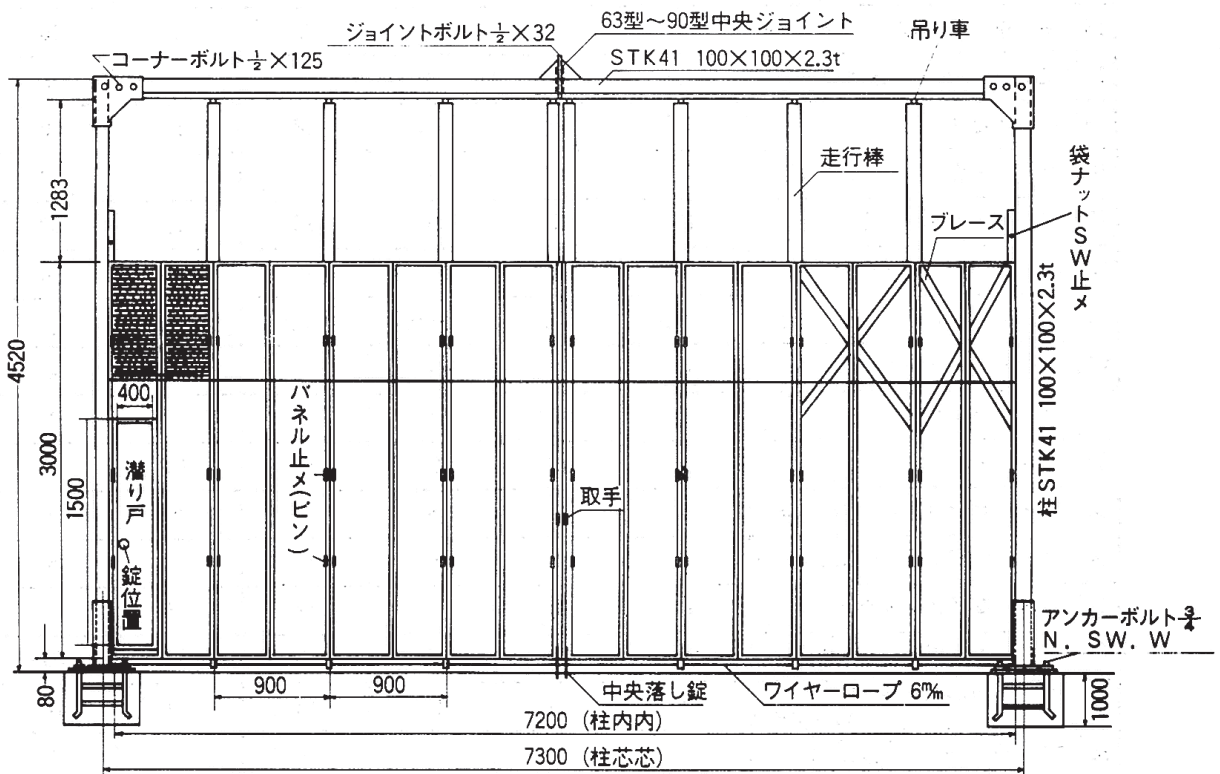 63型～90型中央ジョイント
ジョイントボルト½×32
吊り車
コーナーボルト½×125
STK41 100×100×2.3t
走行棒
袋ナットSW止メ
ブレース
1283
4520
3000
1500
400
柱STK41 100×100×2.3t
パネル止メ(ピン)
潜り戸
錠位置
取手
アンカーボルト¾
N．SW．W
900
900
中央落し錠
ワイヤーロープ 6㎜
80
1000
7200 (柱内内)
7300 (柱芯芯)